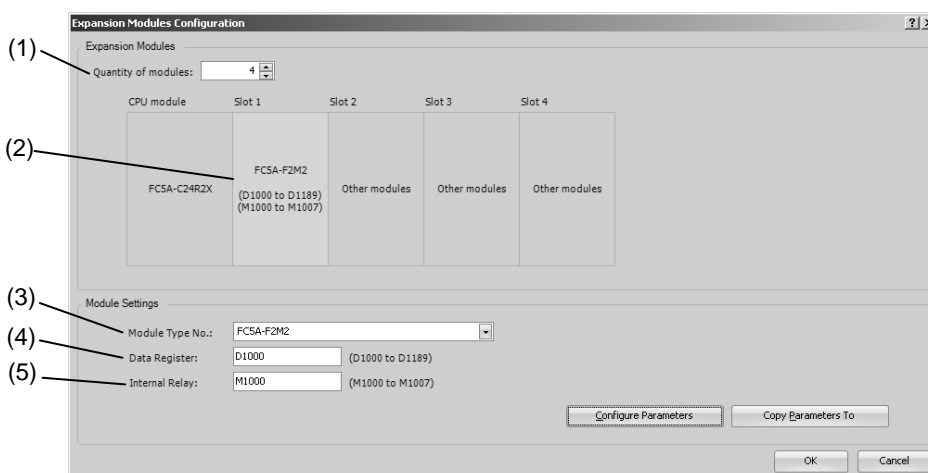 Expansion Modules Configuration
(1)
Expansion Modules
Quantity of modules: 4
CPU module Slot 1 Slot 2 Slot 3 Slot 4
(2)
FC5A-C24R2X
FC5A-F2M2
(D1000 to D1189)
(M1000 to M1007)
Other modules Other modules Other modules
Module Settings
(3) Module Type No.: FC5A-F2M2
(4) Data Register: D1000 (D1000 to D1189)
(5) Internal Relay: M1000 (M1000 to M1007)
Configure Parameters Copy Parameters To
OK Cancel